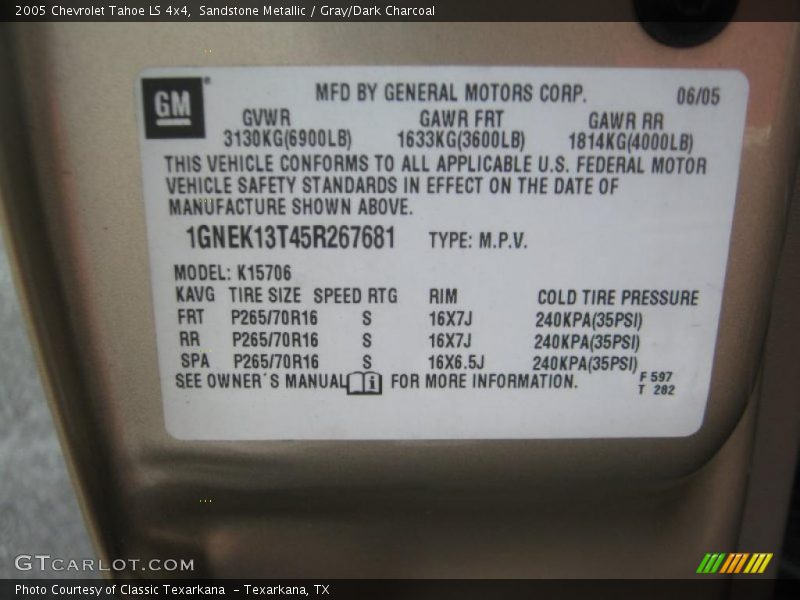 2005 Chevrolet Tahoe LS 4x4, Sandstone Metallic / Gray/Dark Charcoal
GM
MFD BY GENERAL MOTORS CORP. 06/05
GVWR GAWR FRT GAWR RR
3130KG(6900LB) 1633KG(3600LB) 1814KG(4000LB)
THIS VEHICLE CONFORMS TO ALL APPLICABLE U.S. FEDERAL MOTOR
VEHICLE SAFETY STANDARDS IN EFFECT ON THE DATE OF
MANUFACTURE SHOWN ABOVE.
1GNEK13T45R267681 TYPE: M.P.V.
MODEL: K15706
KAVG TIRE SIZE SPEED RTG RIM COLD TIRE PRESSURE
FRT P265/70R16 S 16X7J 240KPA(35PSI)
RR P265/70R16 S 16X7J 240KPA(35PSI)
SPA P265/70R16 S 16X6.5J 240KPA(35PSI)
SEE OWNER´S MANUAL i FOR MORE INFORMATION.
F 597
T 282
GTCARLOT.COM
Photo Courtesy of Classic Texarkana - Texarkana, TX